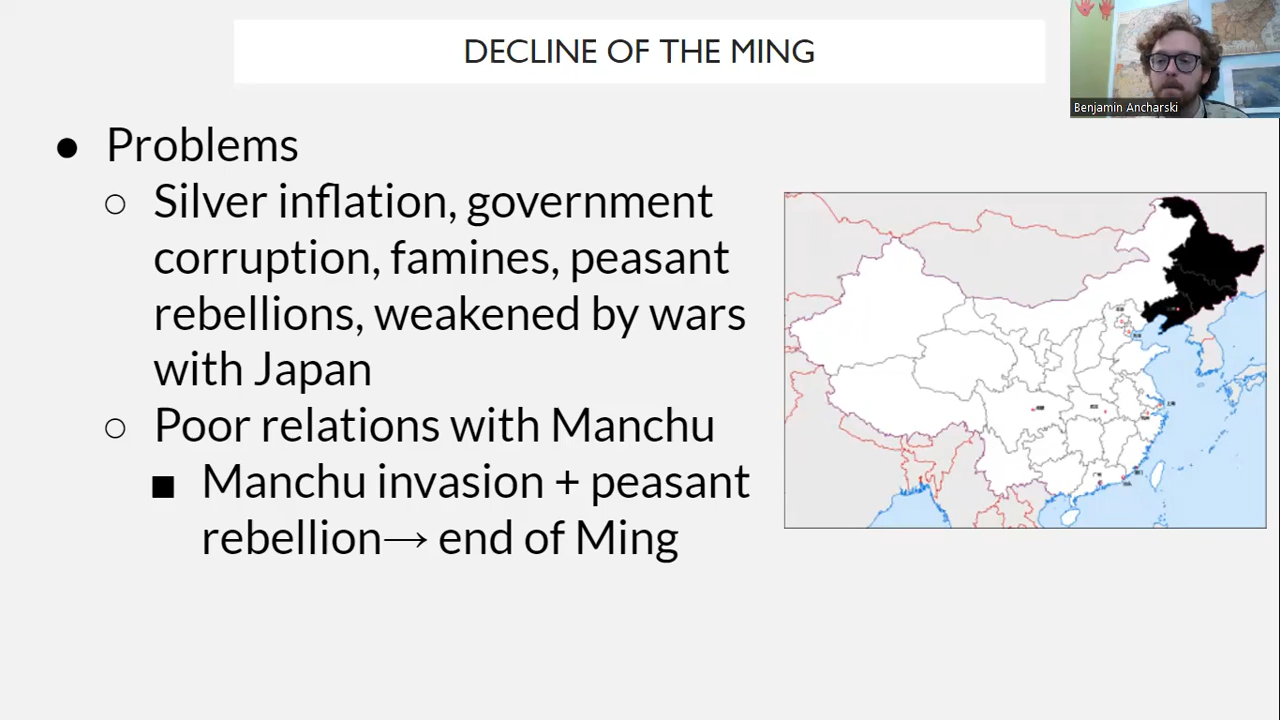 DECLINE OF THE MING
Benjamin Ancharski
● Problems
○ Silver inflation, government
corruption, famines, peasant
rebellions, weakened by wars
with Japan
○ Poor relations with Manchu
■ Manchu invasion + peasant
rebellion→ end of Ming